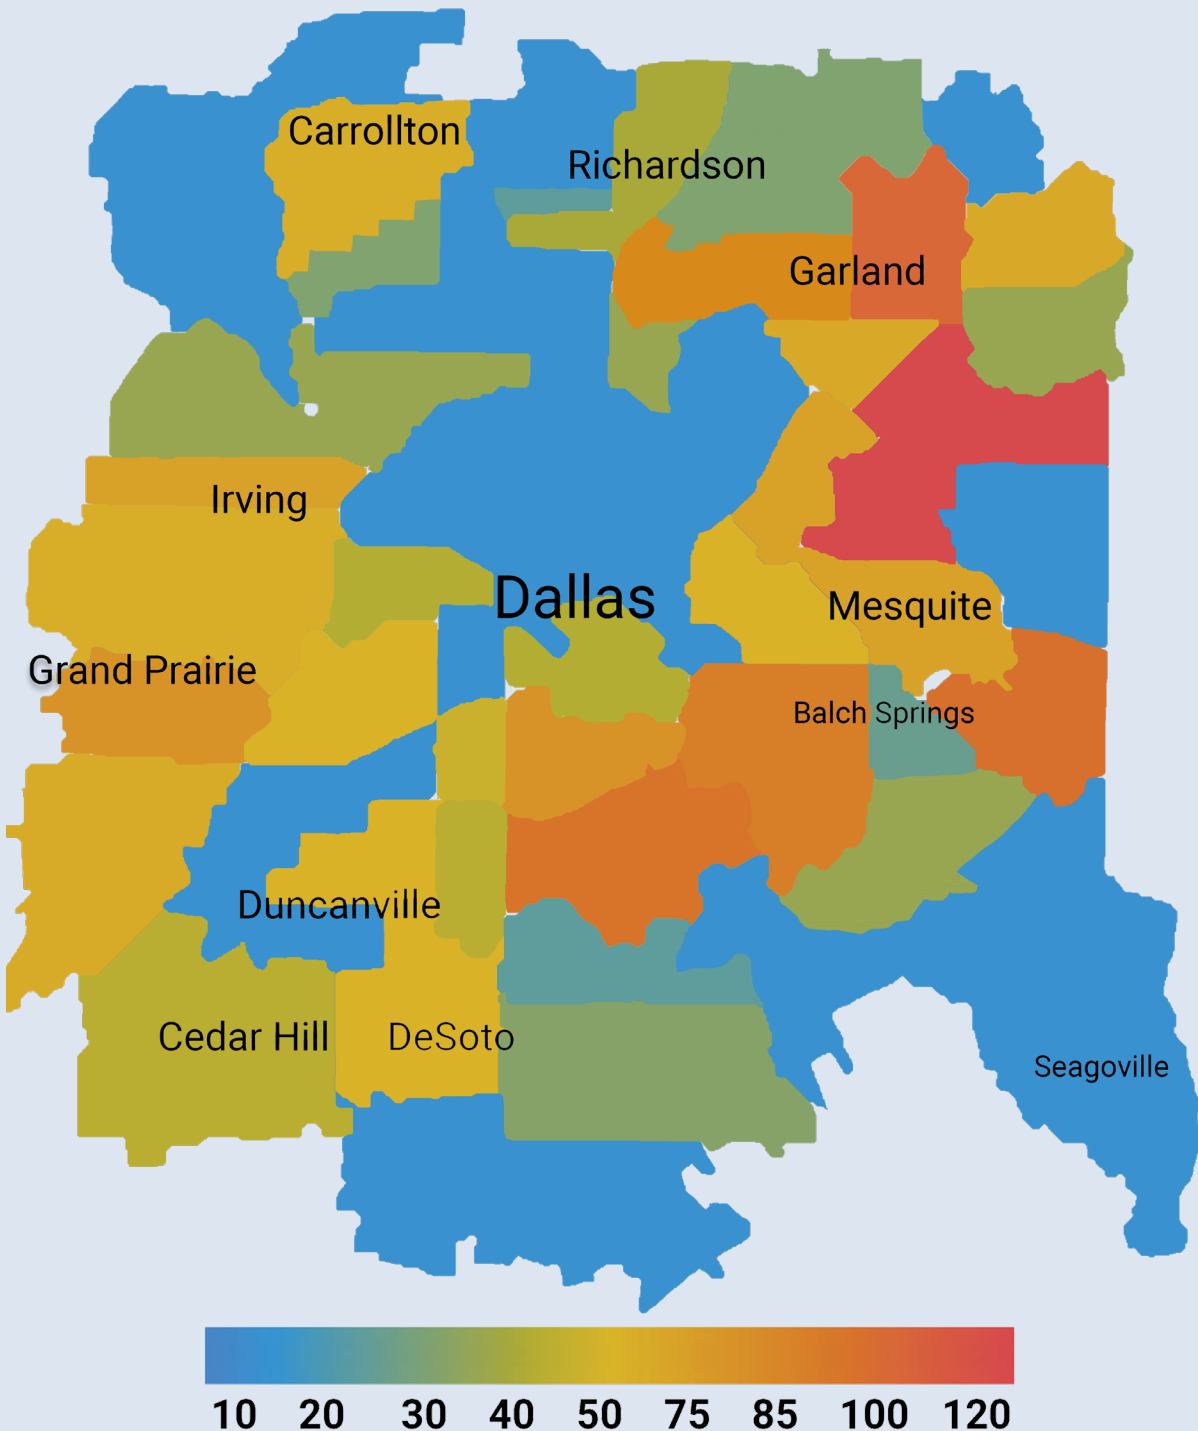 Carrollton
Richardson
Garland
Irving
Dallas
Mesquite
Grand Prairie
Balch Springs
Duncanville
Cedar Hill
DeSoto
Seagoville
10 20 30 40 50 75 85 100 120